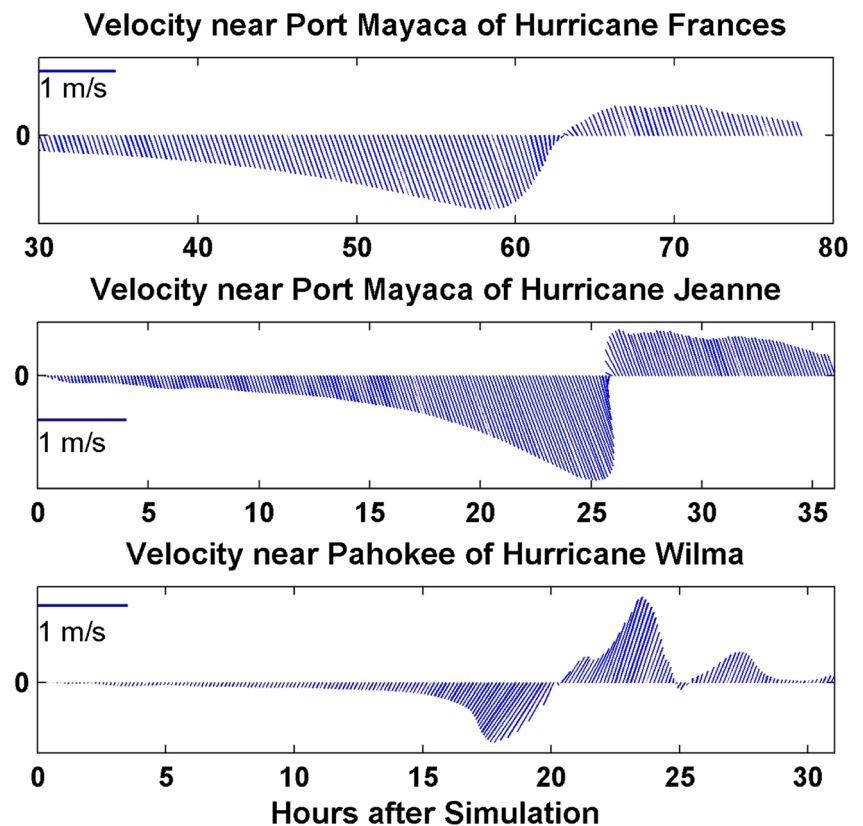 Velocity near Port Mayaca of Hurricane Frances
1 m/s
0
30 40 50 60 70 80
Velocity near Port Mayaca of Hurricane Jeanne
0
1 m/s
0 5 10 15 20 25 30 35
Velocity near Pahokee of Hurricane Wilma
1 m/s
0
0 5 10 15 20 25 30
Hours after Simulation